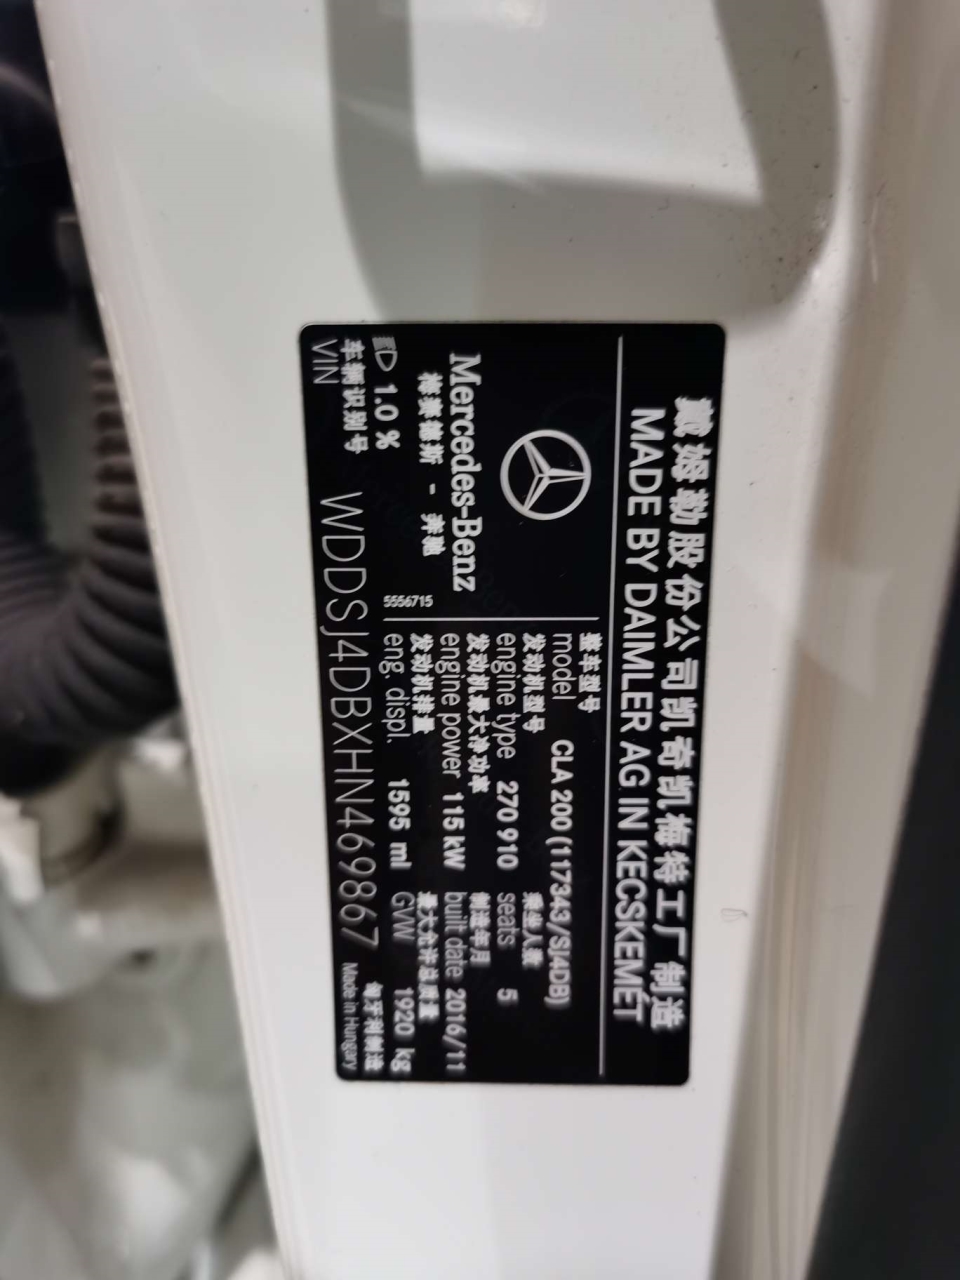 戴姆勒股份公司凯奇凯梅特工厂制造
MADE BY DAIMLER AG IN KECSKEMÉT
Mercedes-Benz
梅赛德斯 - 奔驰
5556715
整车型号
model CLA 200 (117343/SJ4DB)
发动机型号 乘坐人数
engine type 270 910 seats 5
发动机最大净功率 制造年月
engine power 115 kW built date 2016/11
发动机排量 最大允许总质量
eng. displ. 1595 ml GVW 1920 kg
1.0 %
车辆识别号 匈牙利制造
VIN WDDSJ4DBXHN469867 Made in Hungary